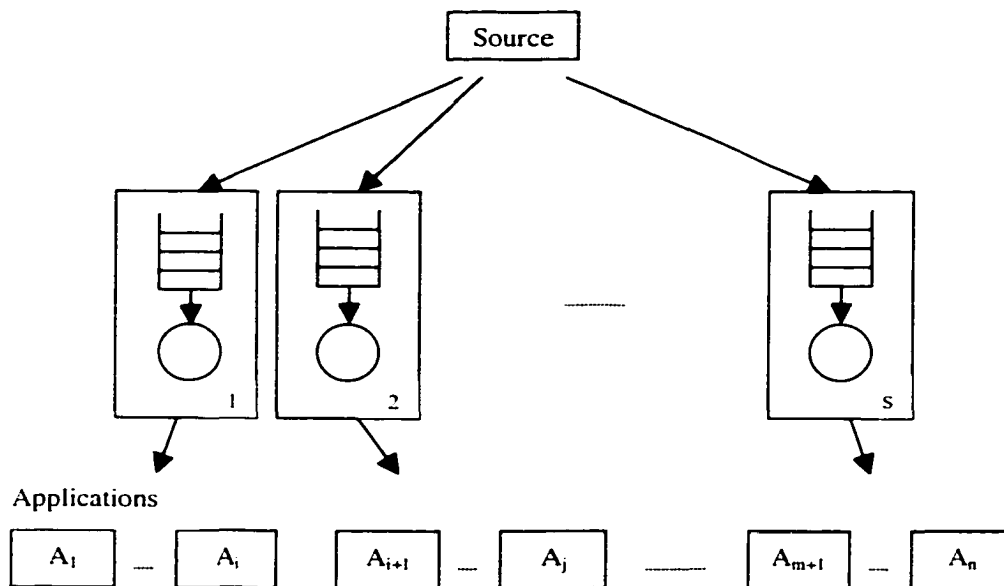 Source
1 2 s
Applications
A₁ — Aᵢ Aᵢ₊₁ — Aⱼ — Aₘ₊₁ — Aₙ